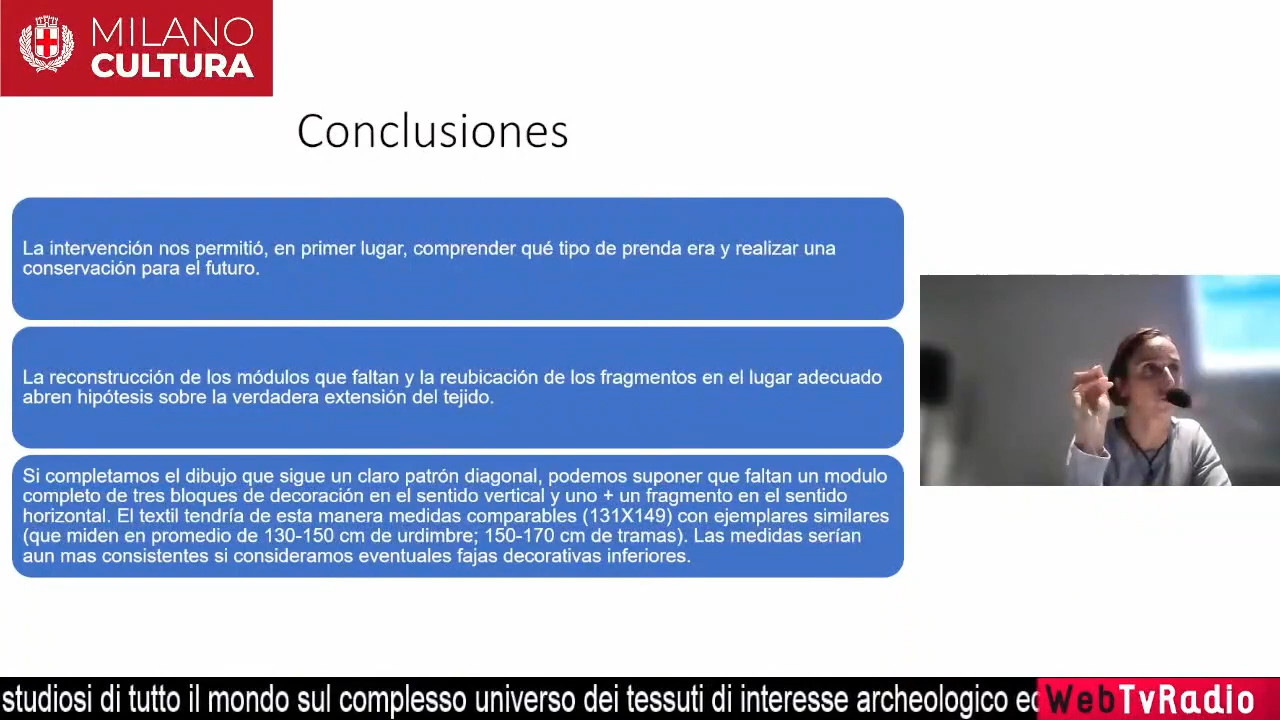 MILANO
CULTURA
Conclusiones
La intervención nos permitió, en primer lugar, comprender qué tipo de prenda era y realizar una
conservación para el futuro.
La reconstrucción de los módulos que faltan y la reubicación de los fragmentos en el lugar adecuado
abren hipótesis sobre la verdadera extensión del tejido.
Si completamos el dibujo que sigue un claro patrón diagonal, podemos suponer que faltan un modulo
completo de tres bloques de decoración en el sentido vertical y uno + un fragmento en el sentido
horizontal. El textil tendría de esta manera medidas comparables (131X149) con ejemplares similares
(que miden en promedio de 130-150 cm de urdimbre; 150-170 cm de tramas). Las medidas serían
aun mas consistentes si consideramos eventuales fajas decorativas inferiores.
studiosi di tutto il mondo sul complesso universo dei tessuti di interesse archeologico
WebTvRadio